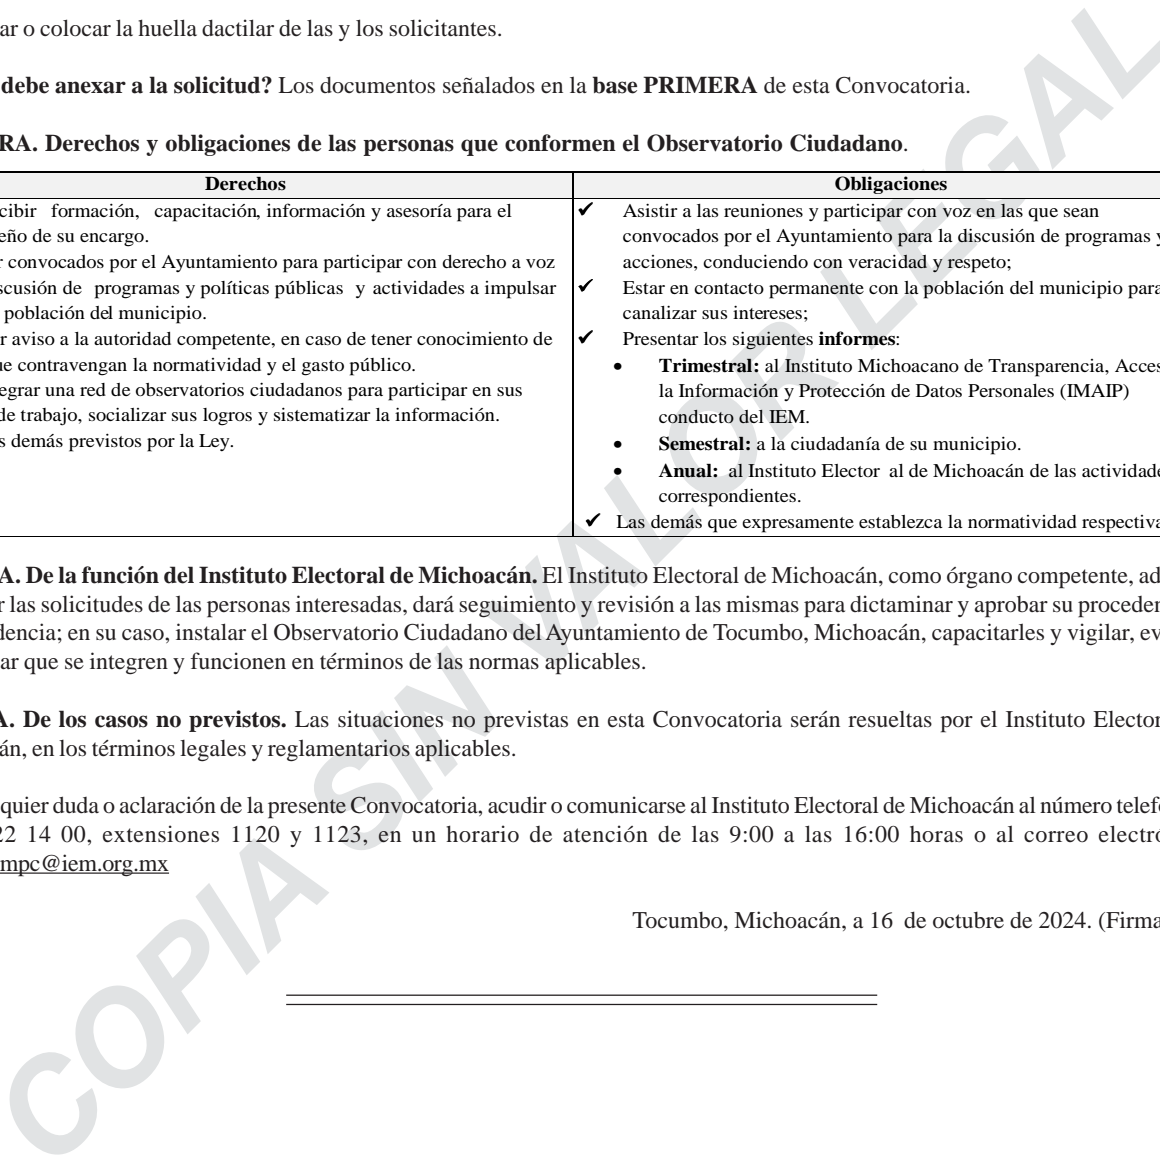 ar o colocar la huella dactilar de las y los solicitantes.
debe anexar a la solicitud? Los documentos señalados en la base PRIMERA de esta Convocatoria.
RA. Derechos y obligaciones de las personas que conformen el Observatorio Ciudadano.
Derechos
cibir formación, capacitación, información y asesoría para el
eño de su encargo.
r convocados por el Ayuntamiento para participar con derecho a voz
scusión de programas y políticas públicas y actividades a impulsar
población del municipio.
r aviso a la autoridad competente, en caso de tener conocimiento de
ue contravengan la normatividad y el gasto público.
egrar una red de observatorios ciudadanos para participar en sus
de trabajo, socializar sus logros y sistematizar la información.
s demás previstos por la Ley.
Obligaciones
✔ Asistir a las reuniones y participar con voz en las que sean
convocados por el Ayuntamiento para la discusión de programas y
acciones, conduciendo con veracidad y respeto;
✔ Estar en contacto permanente con la población del municipio para
canalizar sus intereses;
✔ Presentar los siguientes informes:
• Trimestral: al Instituto Michoacano de Transparencia, Acces
la Información y Protección de Datos Personales (IMAIP)
conducto del IEM.
• Semestral: a la ciudadanía de su municipio.
• Anual: al Instituto Elector al de Michoacán de las actividade
correspondientes.
✔ Las demás que expresamente establezca la normatividad respectiva
A. De la función del Instituto Electoral de Michoacán. El Instituto Electoral de Michoacán, como órgano competente, ad
r las solicitudes de las personas interesadas, dará seguimiento y revisión a las mismas para dictaminar y aprobar su proceden
dencia; en su caso, instalar el Observatorio Ciudadano del Ayuntamiento de Tocumbo, Michoacán, capacitarles y vigilar, ev
ar que se integren y funcionen en términos de las normas aplicables.
A. De los casos no previstos. Las situaciones no previstas en esta Convocatoria serán resueltas por el Instituto Elector
án, en los términos legales y reglamentarios aplicables.
quier duda o aclaración de la presente Convocatoria, acudir o comunicarse al Instituto Electoral de Michoacán al número telef
22 14 00, extensiones 1120 y 1123, en un horario de atención de las 9:00 a las 16:00 horas o al correo electró
mpc@iem.org.mx
Tocumbo, Michoacán, a 16 de octubre de 2024. (Firma
COPIA SIN VALOR LEGAL